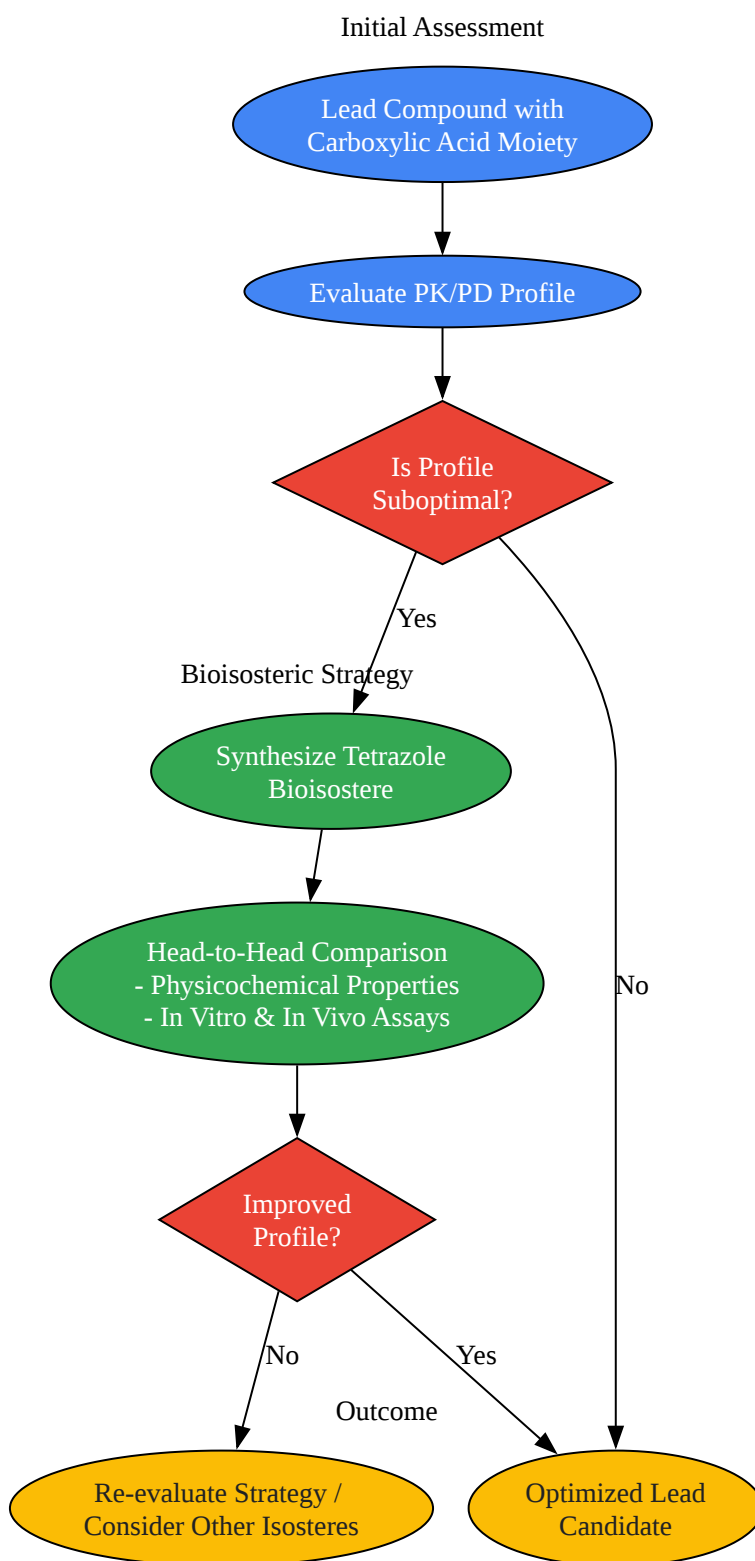 Initial Assessment
Lead Compound with
Carboxylic Acid Moiety
Evaluate PK/PD Profile
Is Profile
Suboptimal?
Yes
Bioisosteric Strategy
Synthesize Tetrazole
Bioisostere
Head-to-Head Comparison
- Physicochemical Properties
- In Vitro & In Vivo Assays
No
Improved
Profile?
No
Yes
Outcome
Re-evaluate Strategy /
Consider Other Isosteres
Optimized Lead
Candidate